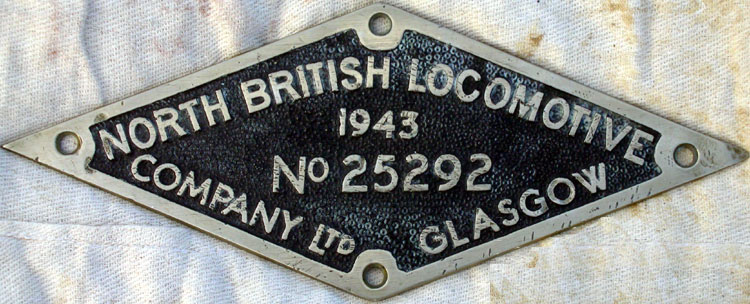 NORTH BRITISH LOCOMOTIVE
1943
No 25292
COMPANY LTD GLASGOW